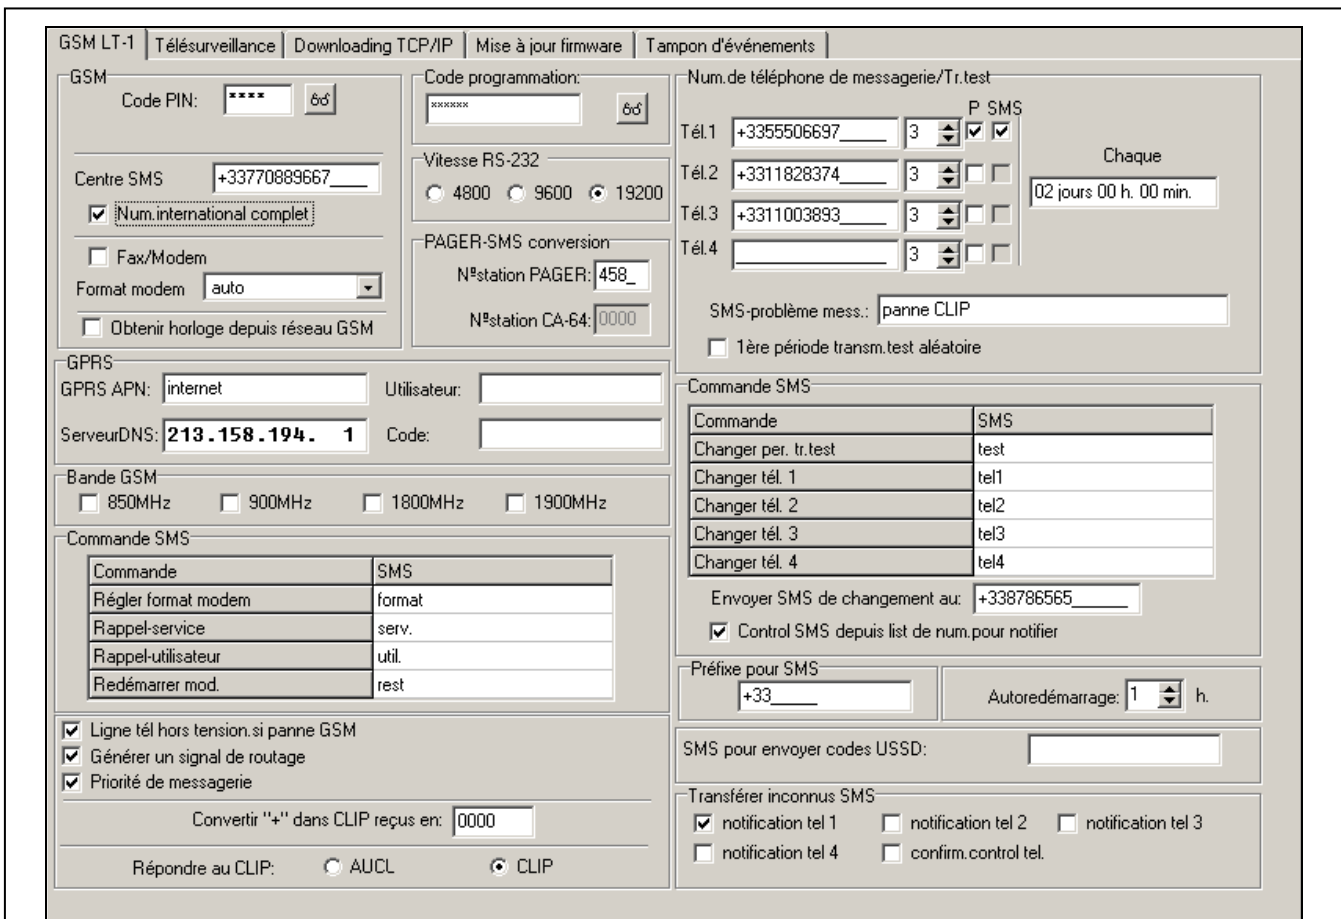 GSM LT-1 Télésurveillance Downloading TCP/IP Mise à jour firmware Tampon d'événements
GSM
Code PIN: ****
Centre SMS +33770889667____
Num.international complet
Fax/Modem
Format modem auto
Obtenir horloge depuis réseau GSM
Code programmation:
******
Vitesse RS-232
4800 9600 19200
PAGER-SMS conversion
Nºstation PAGER: 458_
Nºstation CA-64: 0000
Num.de téléphone de messagerie/Tr.test
P SMS
Tél.1 +3355506697_____ 3
Tél.2 +3311828374_____ 3
Tél.3 +3311003893_____ 3
Tél.4 ________________ 3
Chaque
02 jours 00 h. 00 min.
SMS-problème mess.: panne CLIP
1ère période transm.test aléatoire
GPRS
GPRS APN: internet Utilisateur:
ServeurDNS: 213.158.194. 1 Code:
Bande GSM
850MHz 900MHz 1800MHz 1900MHz
Commande SMS
Commande SMS
Régler format modem format
Rappel-service serv.
Rappel-utilisateur util.
Redémarrer mod. rest
Ligne tél hors tension.si panne GSM
Générer un signal de routage
Priorité de messagerie
Convertir "+" dans CLIP reçus en: 0000
Répondre au CLIP: AUCL CLIP
Commande SMS
Commande SMS
Changer per. tr.test test
Changer tél. 1 tel1
Changer tél. 2 tel2
Changer tél. 3 tel3
Changer tél. 4 tel4
Envoyer SMS de changement au: +338786565______
Control SMS depuis list de num.pour notifier
Préfixe pour SMS
+33_____
Autoredémarrage: 1 h.
SMS pour envoyer codes USSD:
Transférer inconnus SMS
notification tel 1 notification tel 2 notification tel 3
notification tel 4 confirm.control tel.